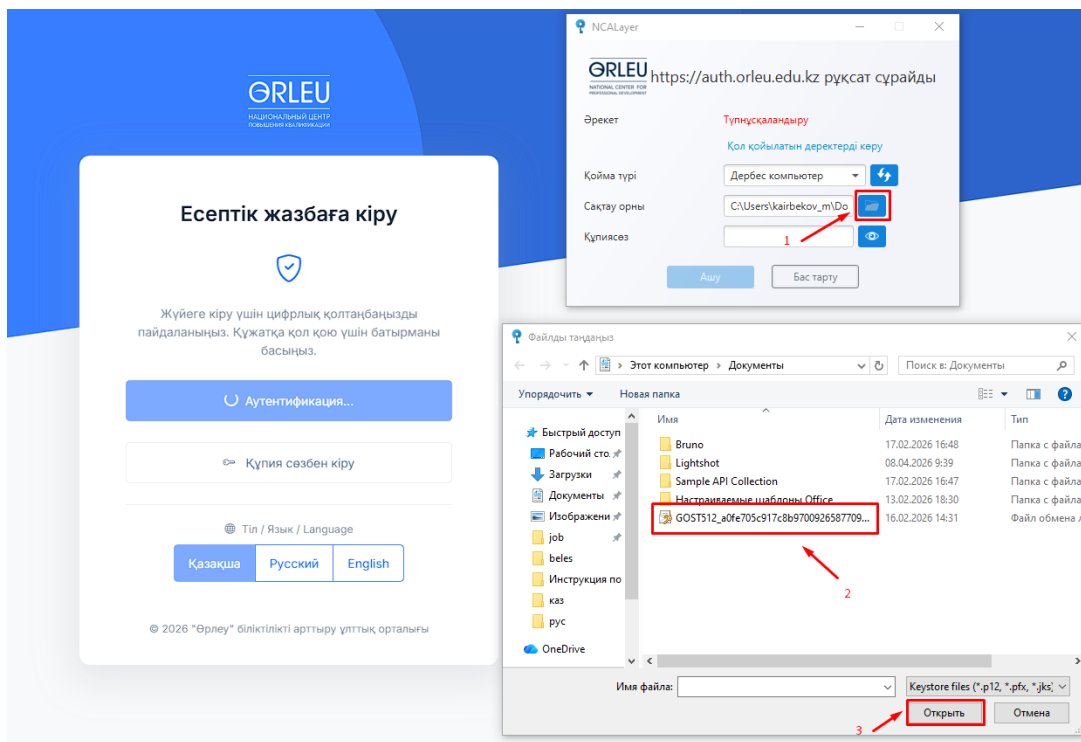 ӨRLEU
НАЦИОНАЛЬНЫЙ ЦЕНТР
ПОВЫШЕНИЯ КВАЛИФИКАЦИИ
Есептік жазбаға кіру
Жүйеге кіру үшін цифрлық қолтаңбаңызды
пайдаланыңыз. Құжатқа қол қою үшін батырманы
басыңыз.
Аутентификация...
Құпия сөзбен кіру
Тіл / Язык / Language
Қазақша Русский English
© 2026 "Өрлеу" біліктілікті арттыру ұлттық орталығы
NCALayer
ӨRLEU
NATIONAL CENTER FOR
PROFESSIONAL DEVELOPMENT
https://auth.orleu.edu.kz рұқсат сұрайды
Әрекет Түпнұсқаландыру
Қол қойылатын деректерді көру
Қойма түрі Дербес компьютер
Сақтау орны C:\Users\kairbekov_m\Do
Құпиясөз
1
Ашу Бас тарту
Файлды таңдаңыз
Этот компьютер › Документы Поиск в: Документы
Упорядочить Новая папка
Имя Дата изменения Тип
Быстрый доступ
Рабочий сто.
Загрузки
Документы
Изображени
job
beles
Инструкция по
каз
рус
OneDrive
Bruno 17.02.2026 16:48 Папка с файла
Lightshot 08.04.2026 9:39 Папка с файла
Sample API Collection 17.02.2026 16:47 Папка с файла
Настраиваемые шаблоны Office 13.02.2026 18:30 Папка с файла
GOST512_a0fe705c917c8b9700926587709... 16.02.2026 14:31 Файл обмена л
2
Имя файла: Keystore files (*.p12, *.pfx, *.jks)
Открыть Отмена
3